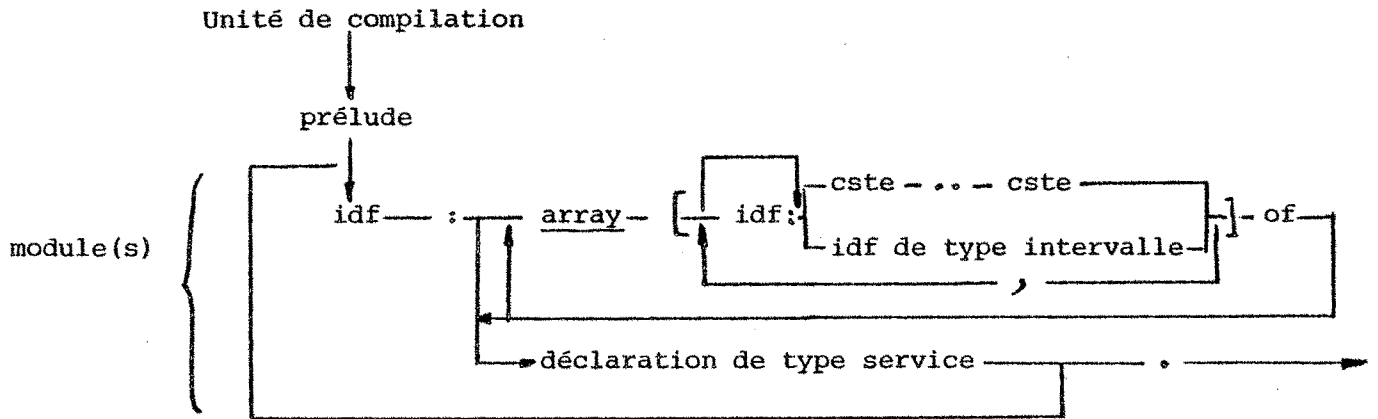 Unité de compilation
prélude
cste - .. - cste
idf : array [ idf: ] of
module(s)
idf de type intervalle
,
déclaration de type service .